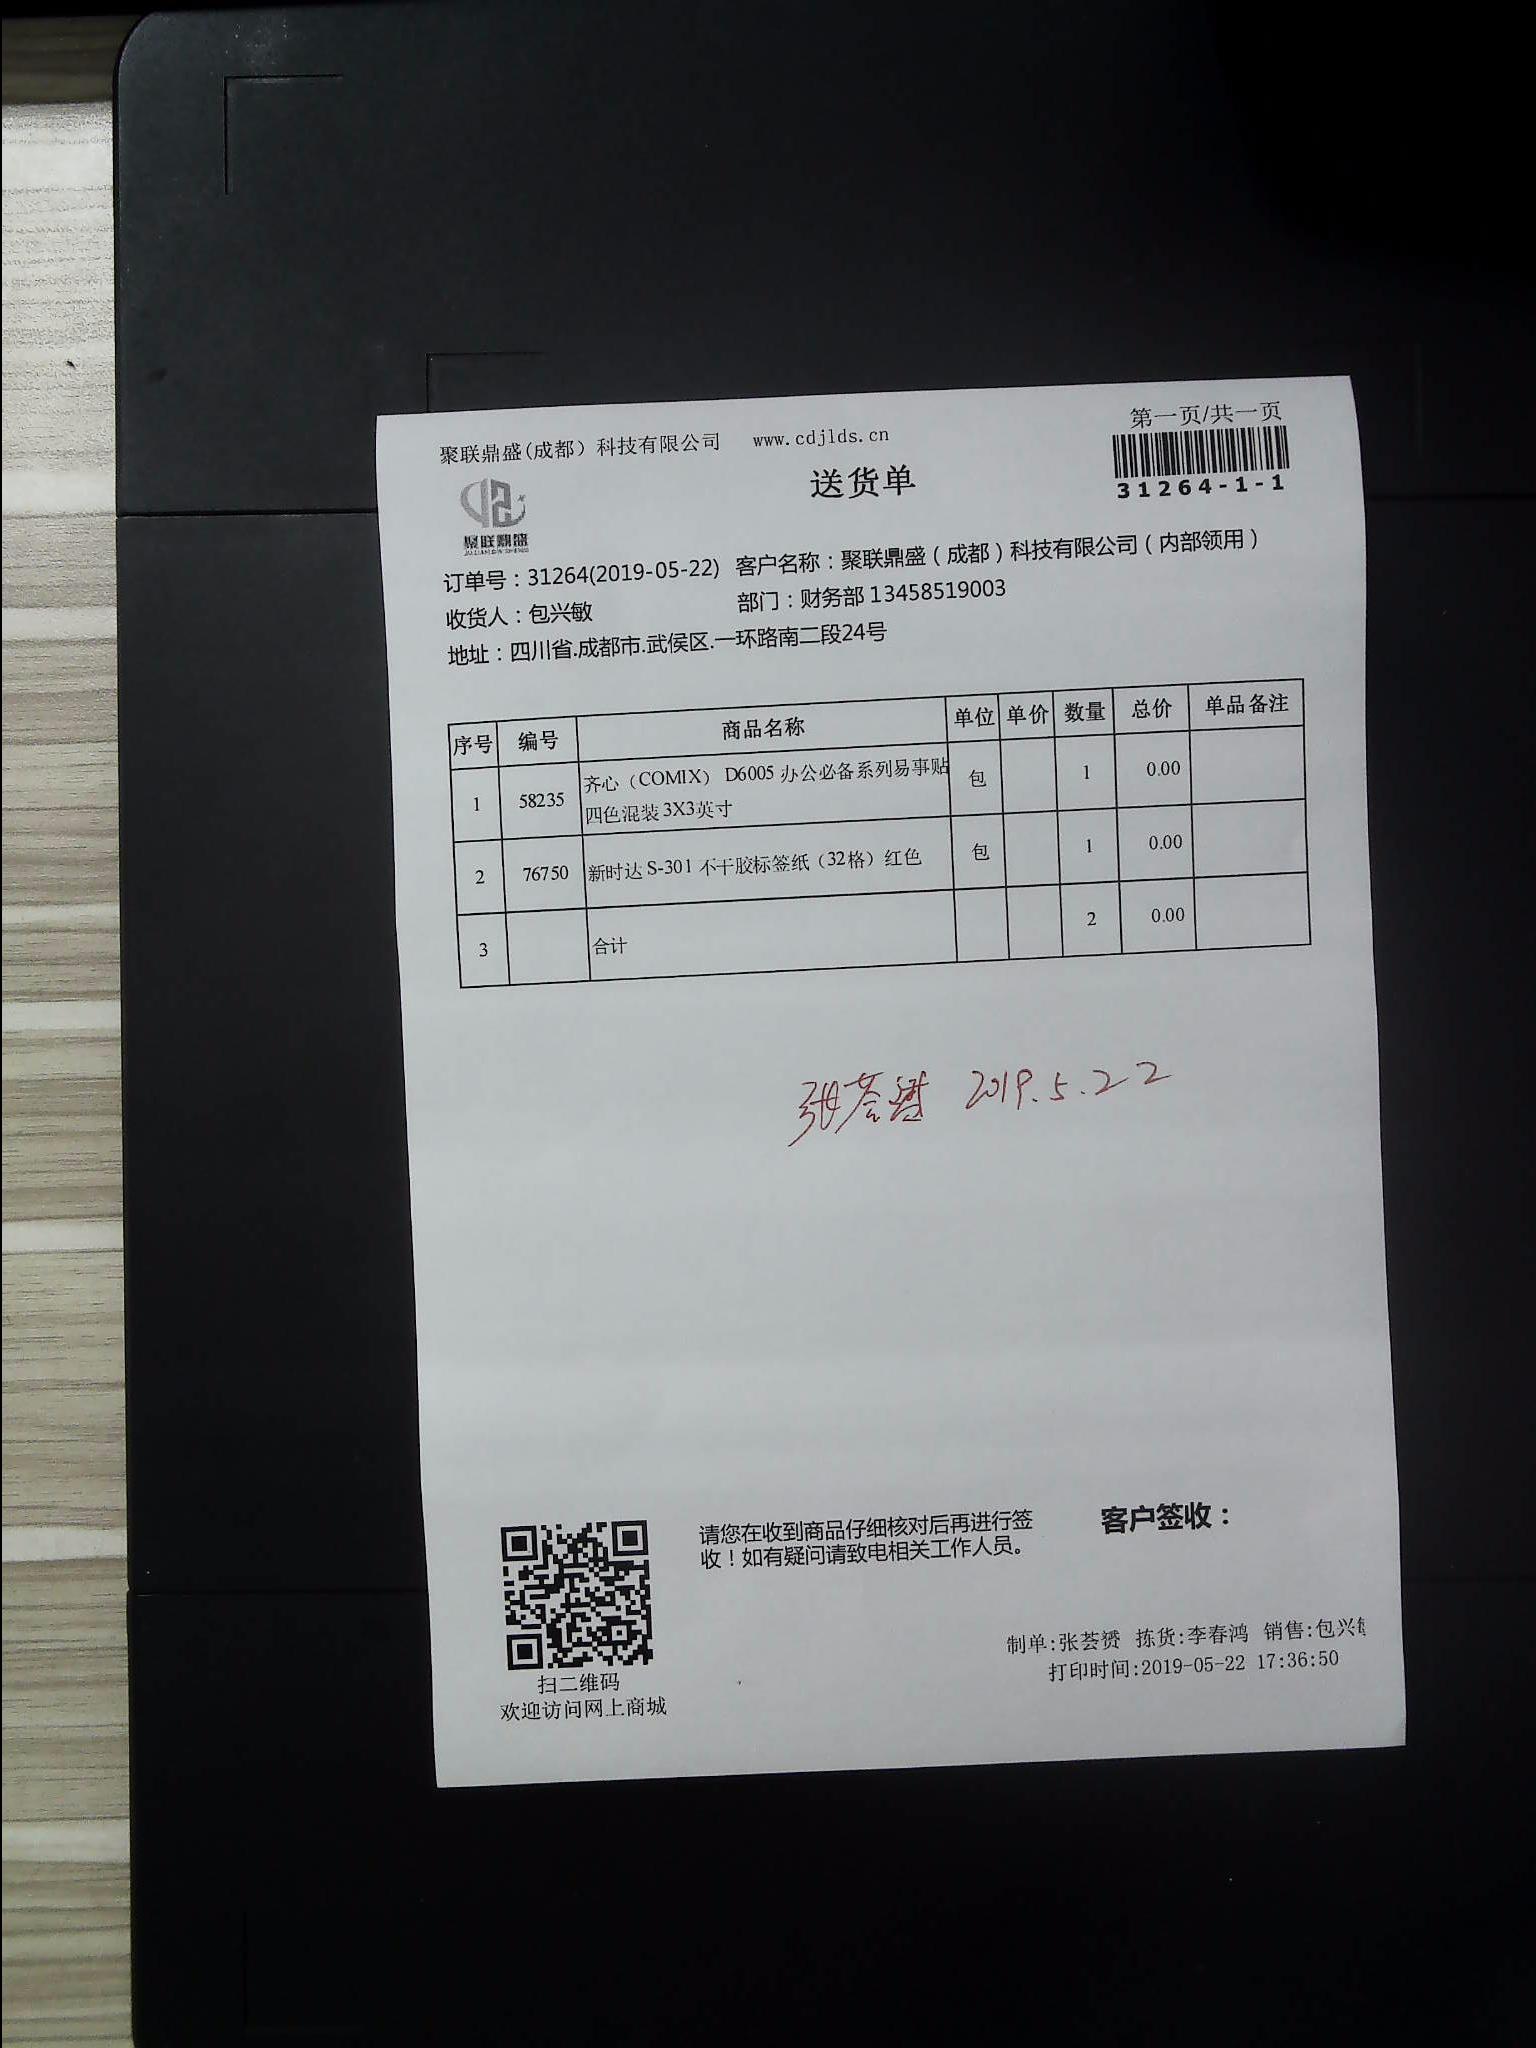 第一页/共一页
聚联鼎盛(成都）科技有限公司 www.cdjlds.cn
送货单
31264-1-1
聚联鼎盛
订单号：31264(2019-05-22) 客户名称：聚联鼎盛（成都）科技有限公司（内部领用）
收货人：包兴敏 部门：财务部 13458519003
地址：四川省.成都市.武侯区.一环路南二段24号
序号 编号 商品名称 单位 单价 数量 总价 单品备注
1 58235 齐心（COMIX） D6005 办公必备系列易事贴 包 1 0.00
四色混装 3X3英寸
2 76750 新时达 S-301 不干胶标签纸（32格）红色 包 1 0.00
3 合计 2 0.00
张荟赟 2019.5.22
请您在收到商品仔细核对后再进行签 客户签收：
收！如有疑问请致电相关工作人员。
制单:张荟赟 拣货:李春鸿 销售:包兴
打印时间:2019-05-22 17:36:50
扫二维码
欢迎访问网上商城